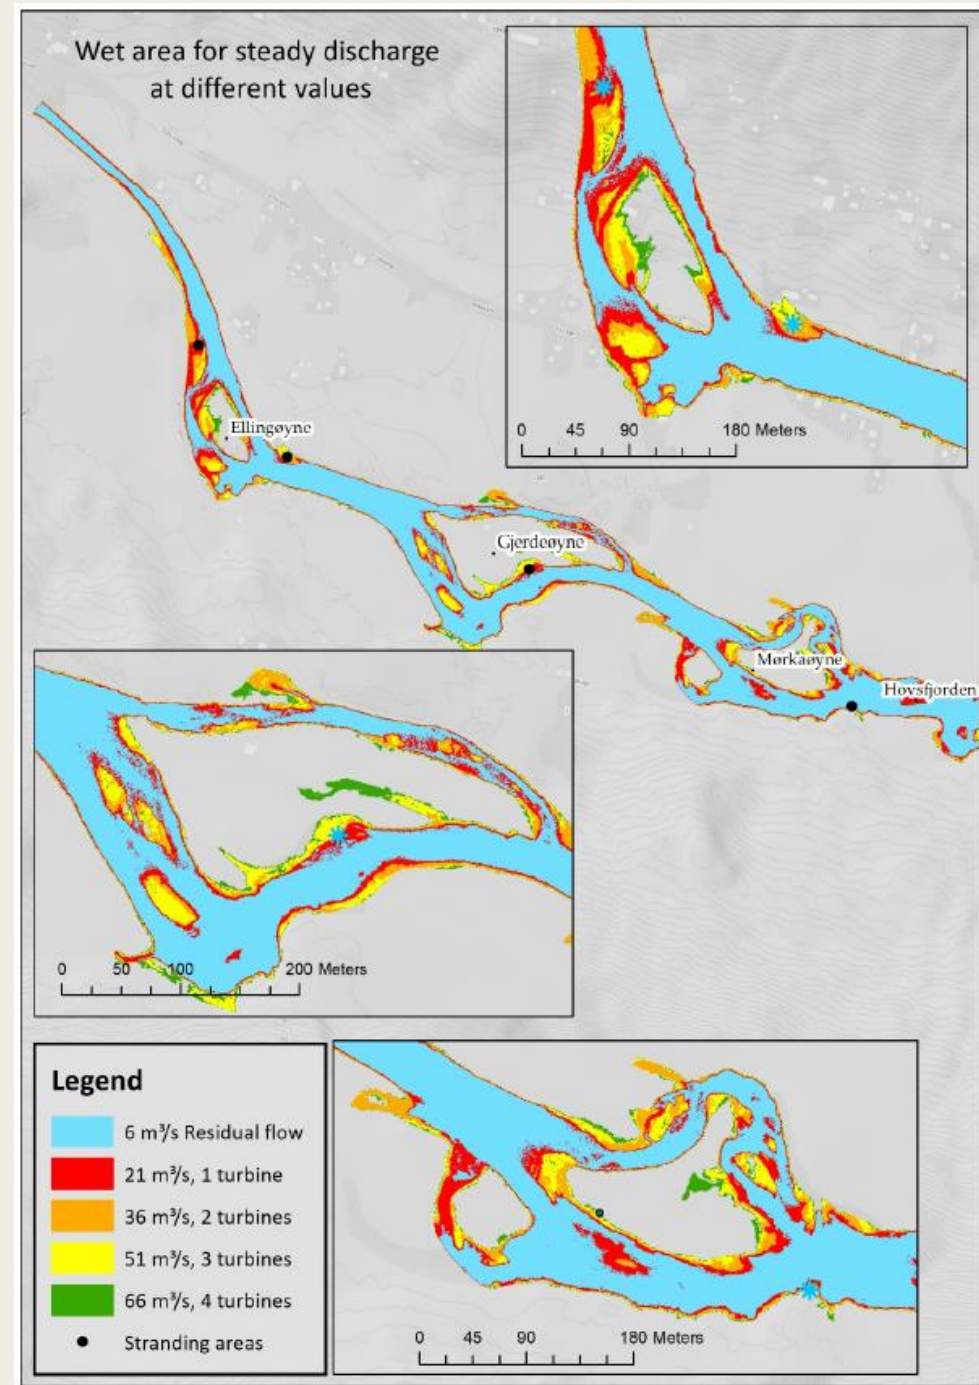 Wet area for steady discharge
at different values
0 45 90 180 Meters
Ellingøyne
Gjerdeøyne
Mørkaøyne
Hovsfjorden
0 50 100 200 Meters
Legend
6 m³/s Residual flow
21 m³/s, 1 turbine
36 m³/s, 2 turbines
51 m³/s, 3 turbines
66 m³/s, 4 turbines
Stranding areas
0 45 90 180 Meters